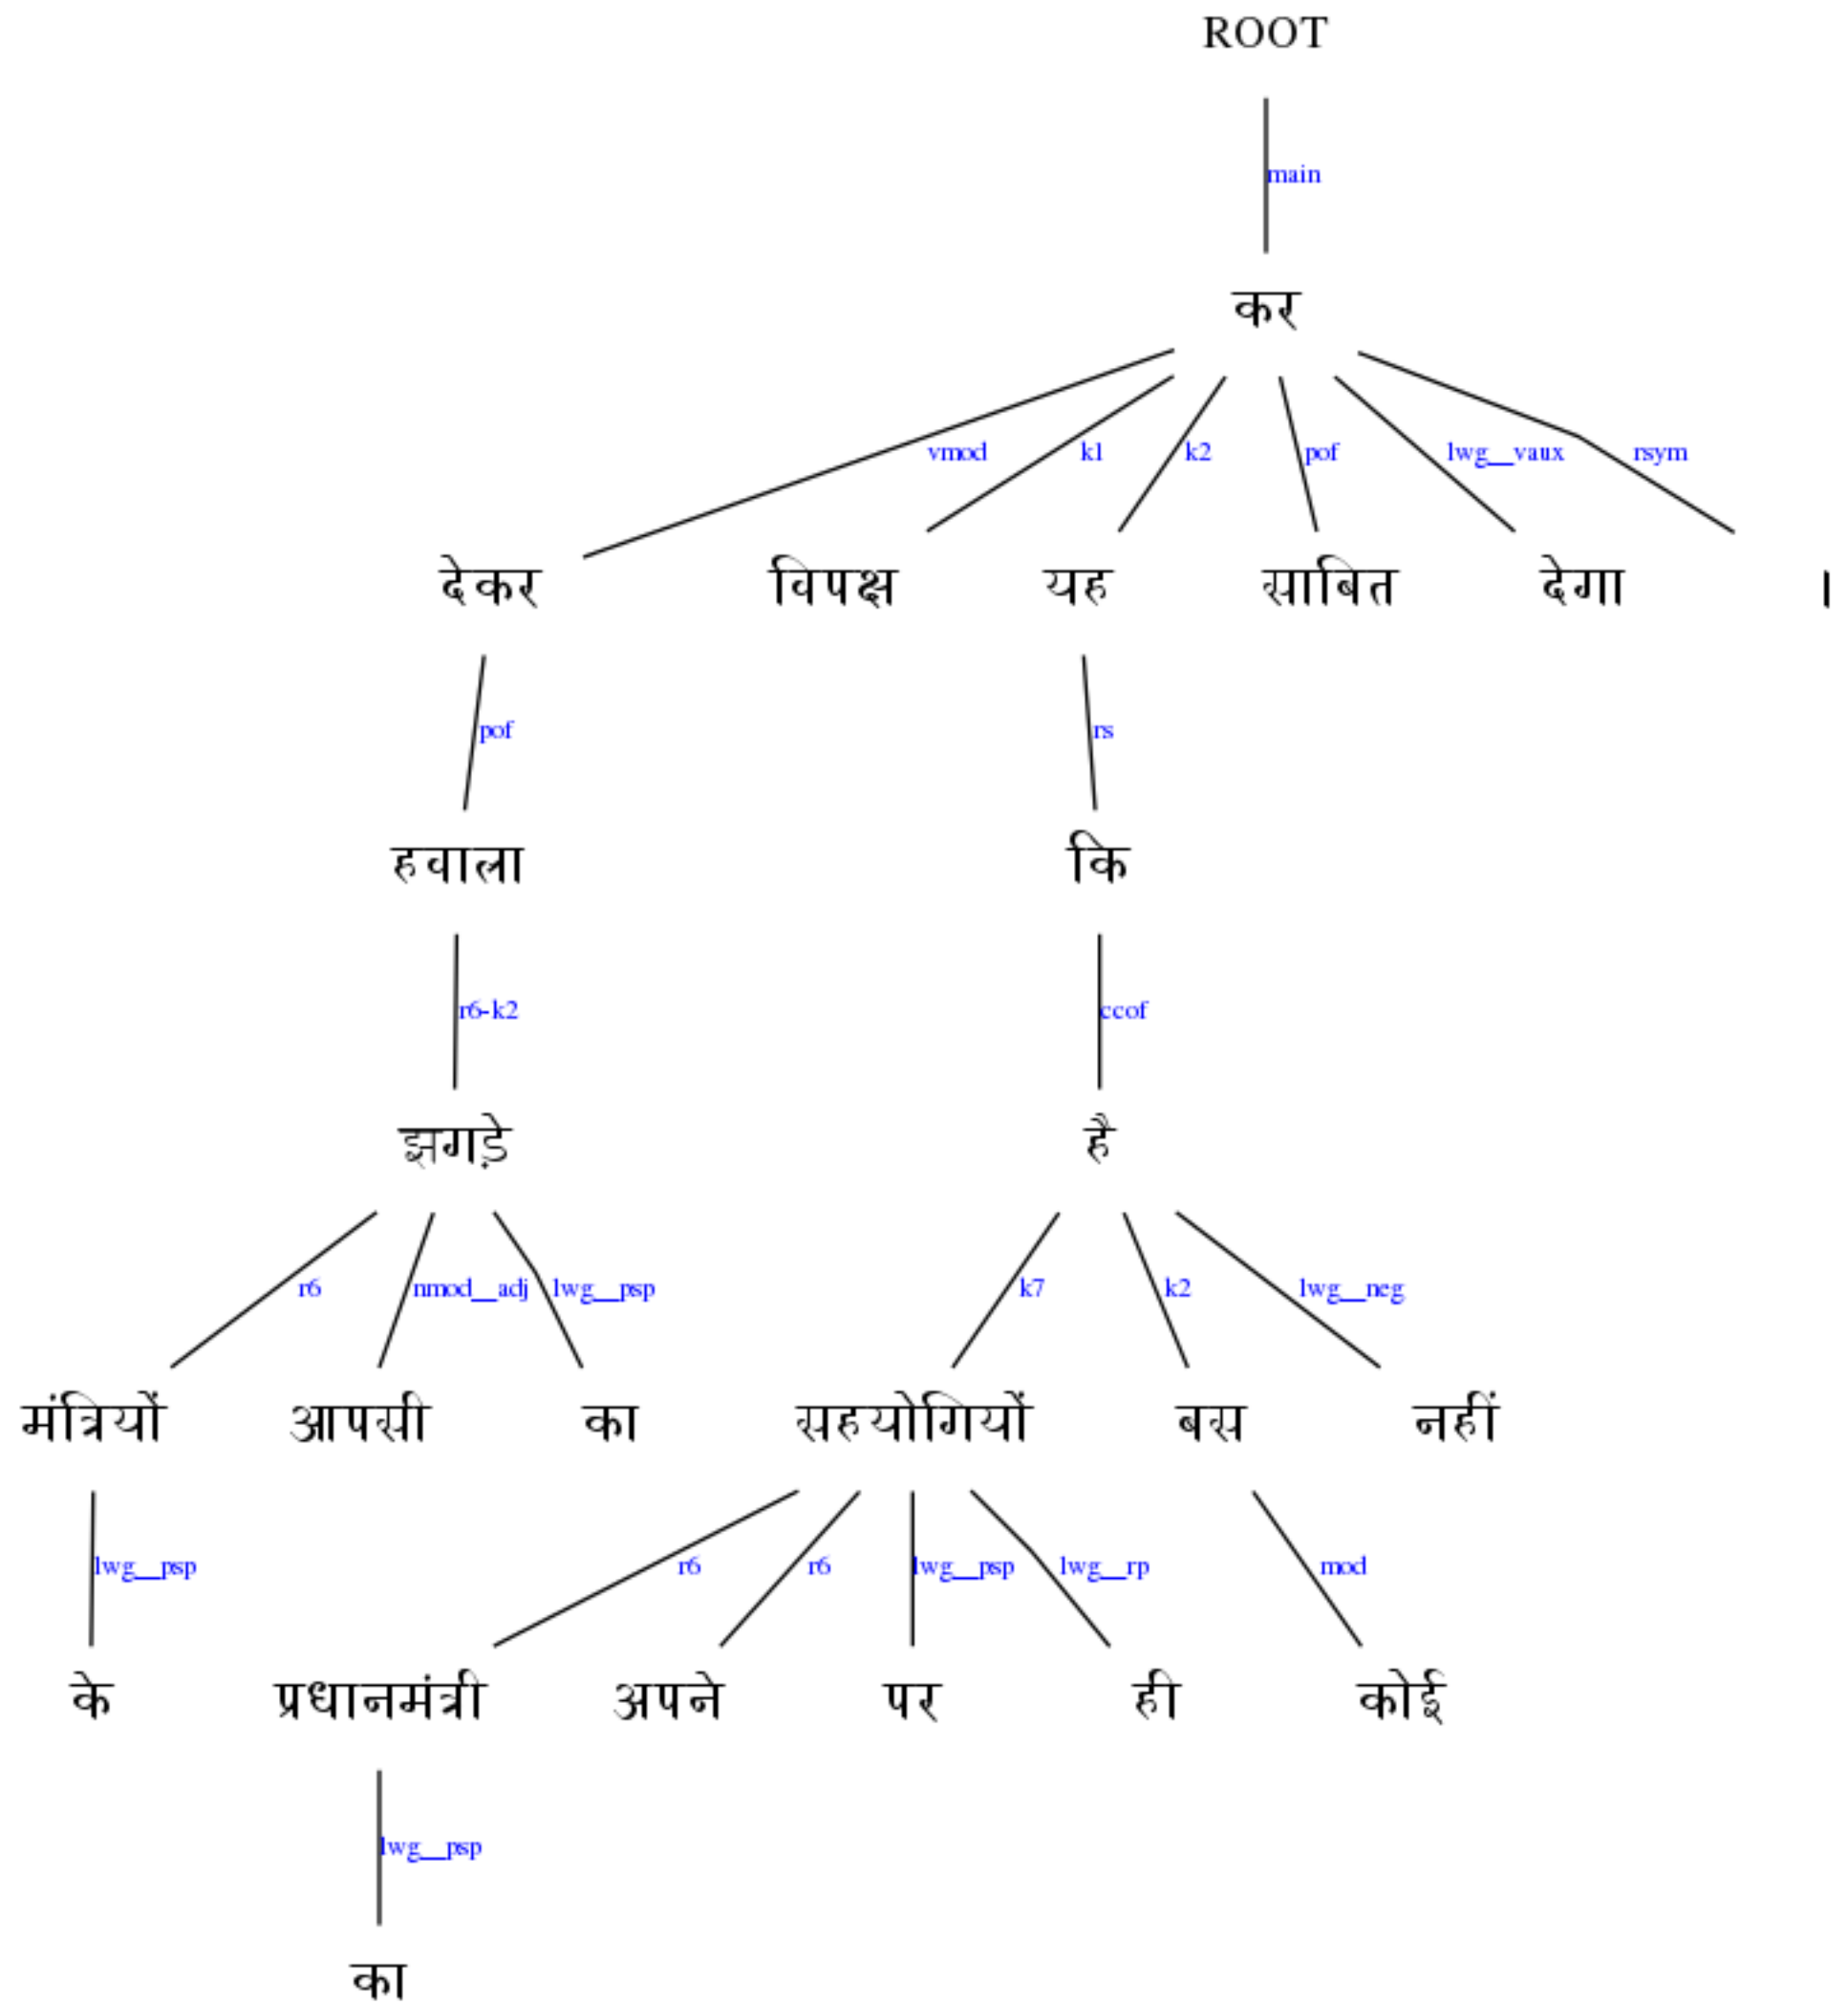 ROOT
main
कर
vmod k1 k2 pof lwg__vaux rsym
देकर विपक्ष यह साबित देगा ।
pof rs
हवाला कि
r6-k2 ccof
झगड़े है
r6 nmod__adj lwg__psp k7 k2 lwg__neg
मंत्रियों आपसी का सहयोगियों बस नहीं
lwg__psp r6 r6 lwg__psp lwg__rp mod
के प्रधानमंत्री अपने पर ही कोई
lwg__psp
का